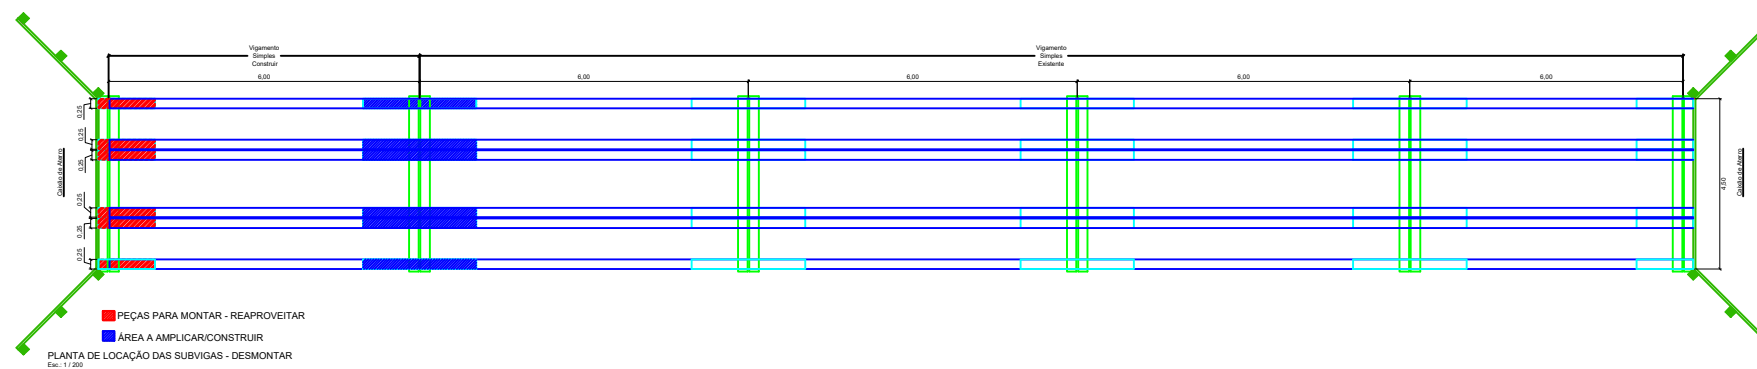 Vigamento
Simples
Construir
Vigamento
Simples
Existente
6,00
6,00
6,00
6,00
6,00
0,25
0,25
0,25
0,25
0,25
0,25
Caixão de Aterro
Caixão de Aterro
4,50
PEÇAS PARA MONTAR - REAPROVEITAR
ÁREA A AMPLICAR/CONSTRUIR
PLANTA DE LOCAÇÃO DAS SUBVIGAS - DESMONTAR
Esc.: 1 / 200